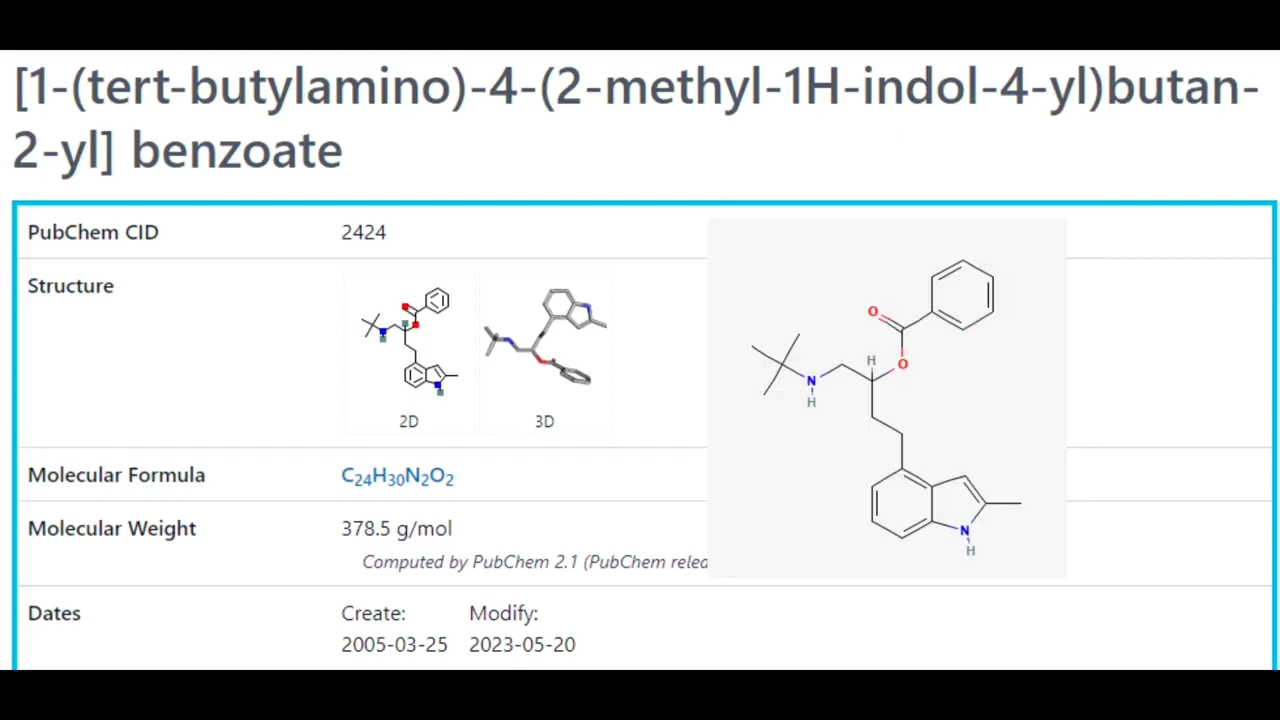 [1-(tert-butylamino)-4-(2-methyl-1H-indol-4-yl)butan-
2-yl] benzoate
PubChem CID 2424
Structure
2D 3D
Molecular Formula C₂₄H₃₀N₂O₂
Molecular Weight 378.5 g/mol
Computed by PubChem 2.1 (PubChem relea
Dates Create: Modify:
2005-03-25 2023-05-20
O
H O
N
H
N
H